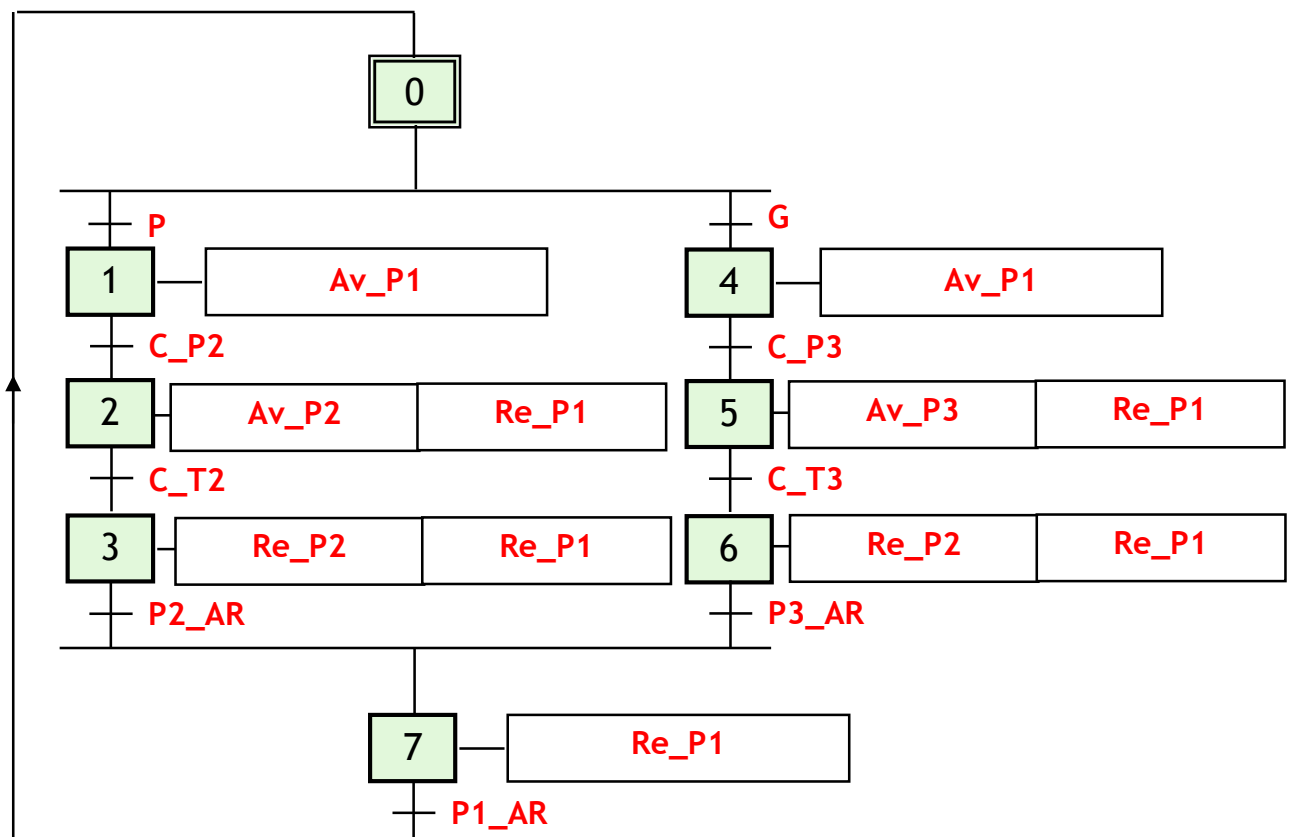 0
P G
1 Av_P1 4 Av_P1
C_P2 C_P3
2 Av_P2 Re_P1 5 Av_P3 Re_P1
C_T2 C_T3
3 Re_P2 Re_P1 6 Re_P2 Re_P1
P2_AR P3_AR
7 Re_P1
P1_AR